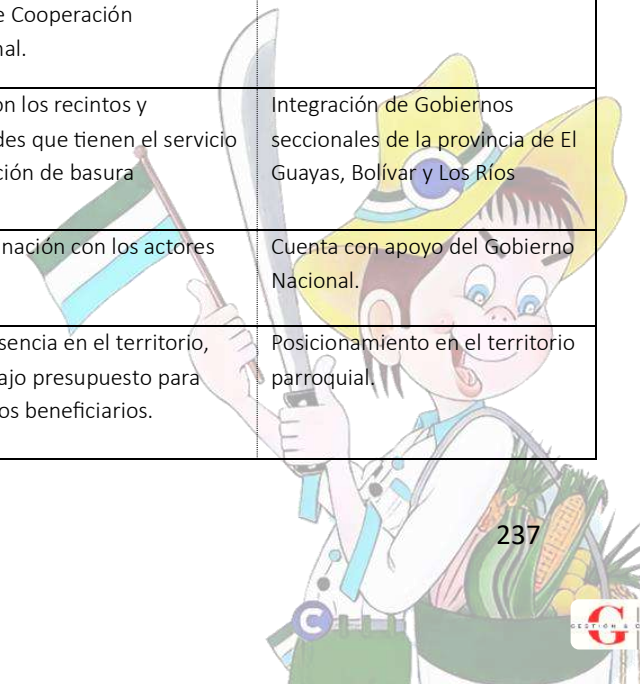 e Cooperación
nal.
on los recintos y
des que tienen el servicio
ción de basura
Integración de Gobiernos
seccionales de la provincia de El
Guayas, Bolívar y Los Ríos
nación con los actores
Cuenta con apoyo del Gobierno
Nacional.
sencia en el territorio,
ajo presupuesto para
os beneficiarios.
Posicionamiento en el territorio
parroquial.
237
C
G
GESTIÓN &